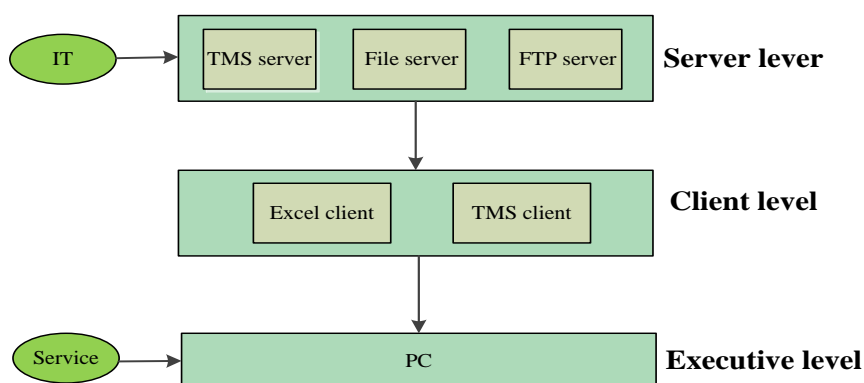 IT
TMS server
File server
FTP server
Server lever
Excel client
TMS client
Client level
Service
PC
Executive level